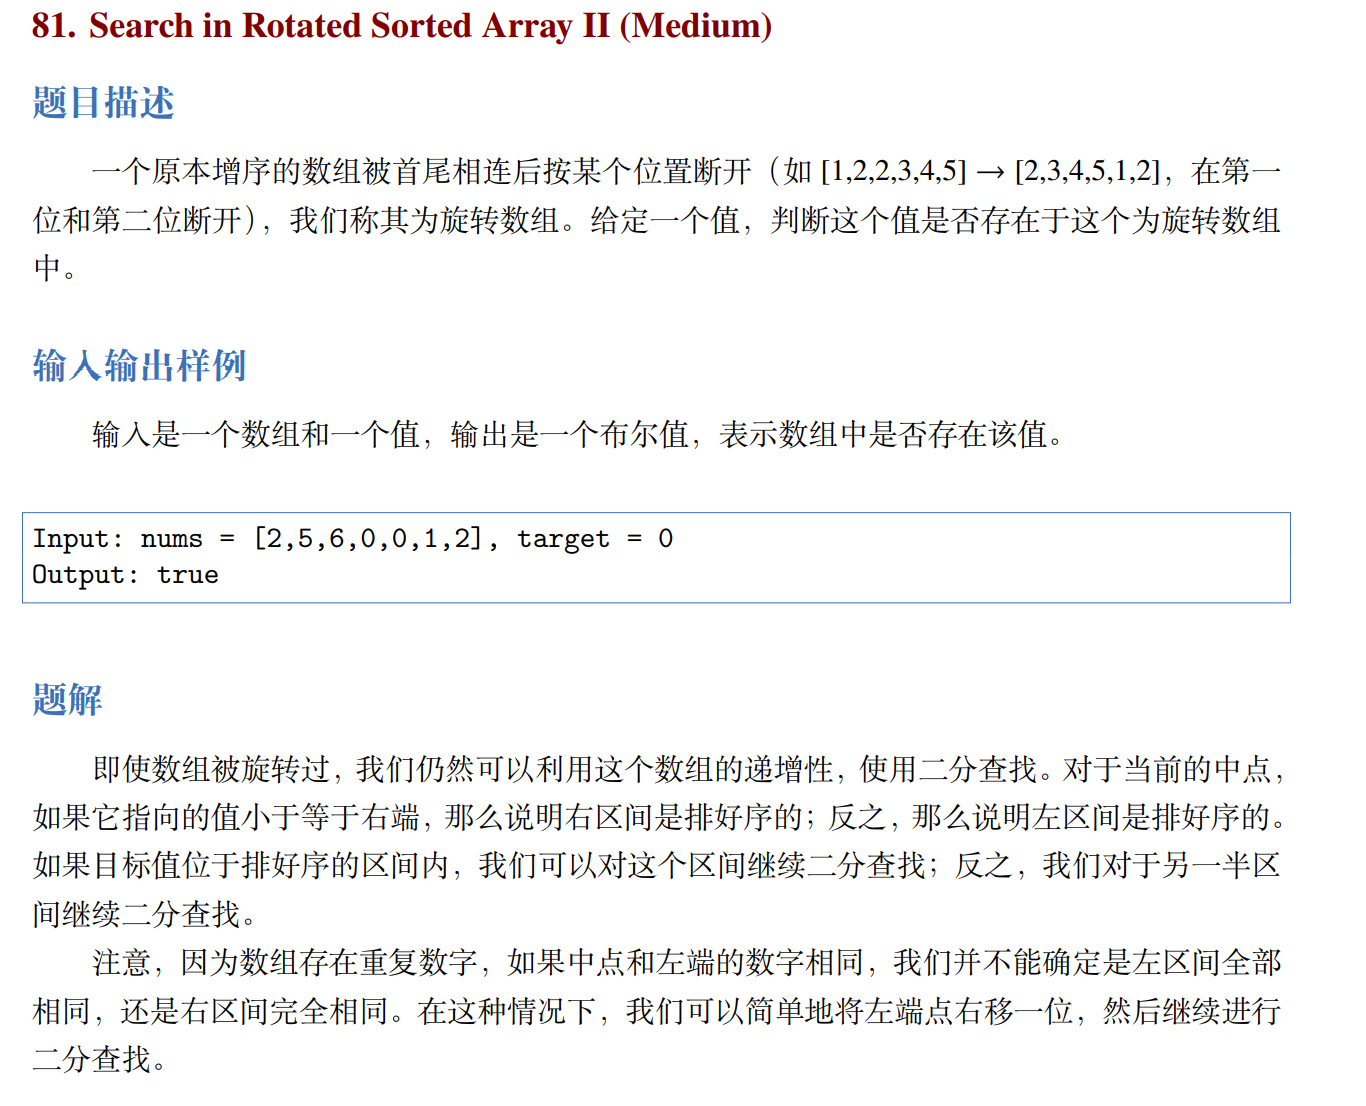 81. Search in Rotated Sorted Array II (Medium)
题目描述
一个原本增序的数组被首尾相连后按某个位置断开（如 [1,2,2,3,4,5] → [2,3,4,5,1,2]，在第一
位和第二位断开），我们称其为旋转数组。给定一个值，判断这个值是否存在于这个为旋转数组
中。
输入输出样例
输入是一个数组和一个值，输出是一个布尔值，表示数组中是否存在该值。
Input: nums = [2,5,6,0,0,1,2], target = 0
Output: true
题解
即使数组被旋转过，我们仍然可以利用这个数组的递增性，使用二分查找。对于当前的中点，
如果它指向的值小于等于右端，那么说明右区间是排好序的；反之，那么说明左区间是排好序的。
如果目标值位于排好序的区间内，我们可以对这个区间继续二分查找；反之，我们对于另一半区
间继续二分查找。
注意，因为数组存在重复数字，如果中点和左端的数字相同，我们并不能确定是左区间全部
相同，还是右区间完全相同。在这种情况下，我们可以简单地将左端点右移一位，然后继续进行
二分查找。